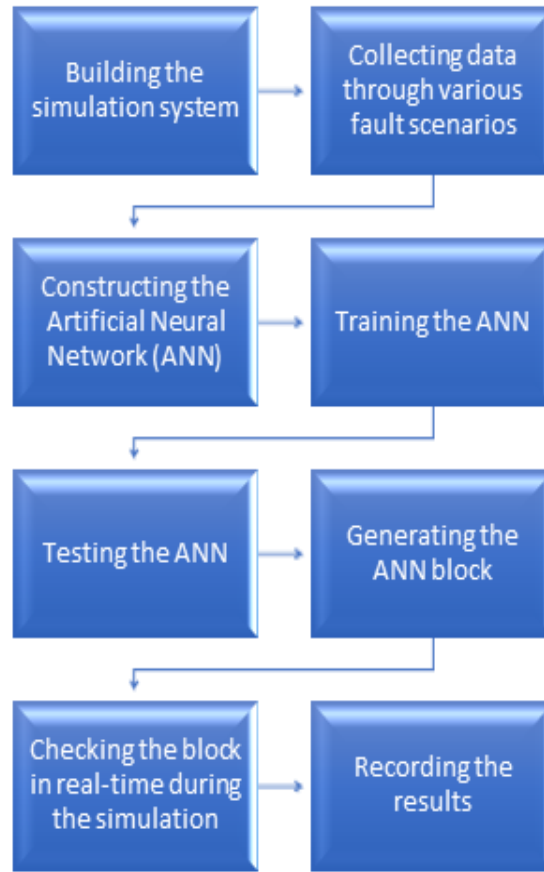 Building the
simulation system
Collecting data
through various
fault scenarios
Constructing the
Artificial Neural
Network (ANN)
Training the ANN
Testing the ANN
Generating the
ANN block
Checking the block
in real-time during
the simulation
Recording the
results